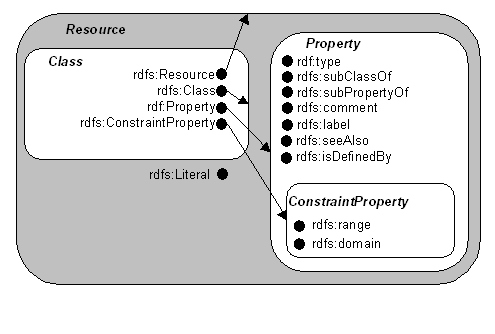 Resource
Class
rdfs:Resource
rdfs:Class
rdf:Property
rdfs:ConstraintProperty
rdfs:Literal
Property
rdf:type
rdfs:subClassOf
rdfs:subPropertyOf
rdfs:comment
rdfs:label
rdfs:seeAlso
rdfs:isDefinedBy
ConstraintProperty
rdfs:range
rdfs:domain